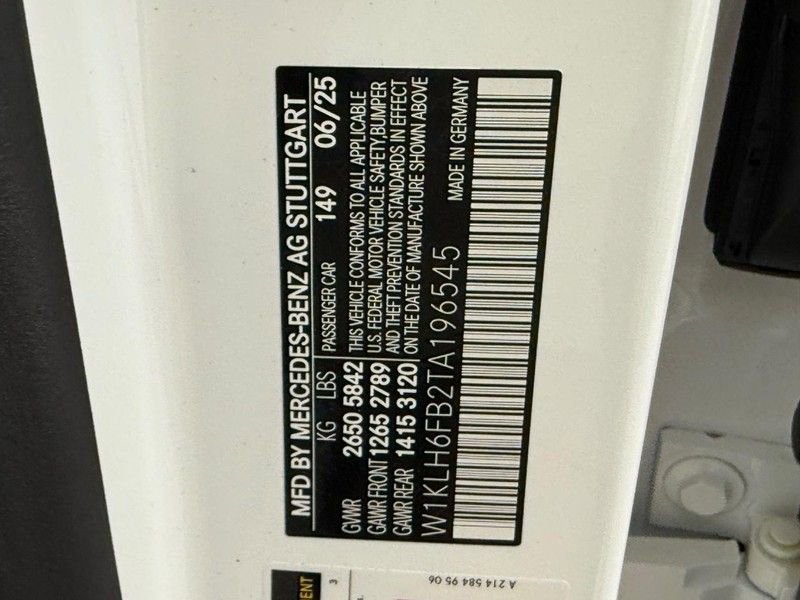 MFD BY MERCEDES-BENZ AG STUTTGART
KG LBS PASSENGER CAR 149 06/25
GVWR 2650 5842
GAWR FRONT 1265 2789
GAWR REAR 1415 3120
THIS VEHICLE CONFORMS TO ALL APPLICABLE
U.S. FEDERAL MOTOR VEHICLE SAFETY,BUMPER
AND THEFT PREVENTION STANDARDS IN EFFECT
ON THE DATE OF MANUFACTURE SHOWN ABOVE
W1KLH6FB2TA196545 MADE IN GERMANY
3
A 214 584 95 06